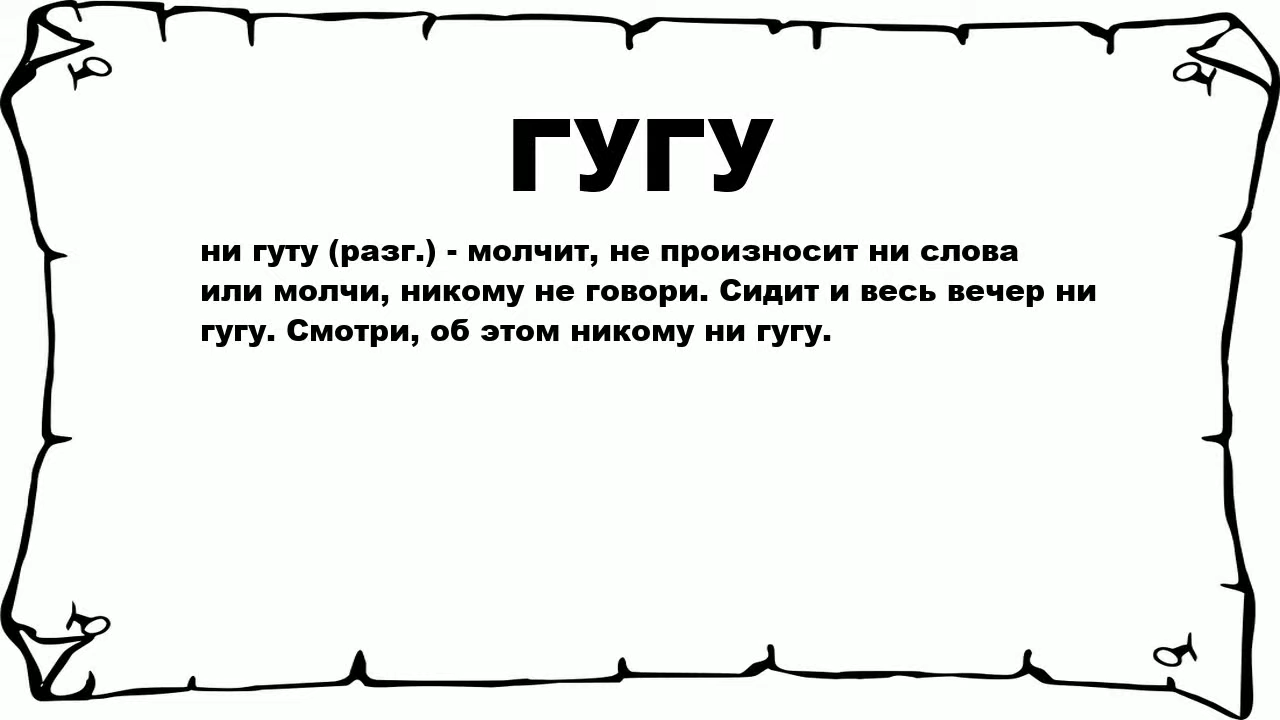 ГУГУ
ни гуту (разг.) - молчит, не произносит ни слова
или молчи, никому не говори. Сидит и весь вечер ни
гугу. Смотри, об этом никому ни гугу.